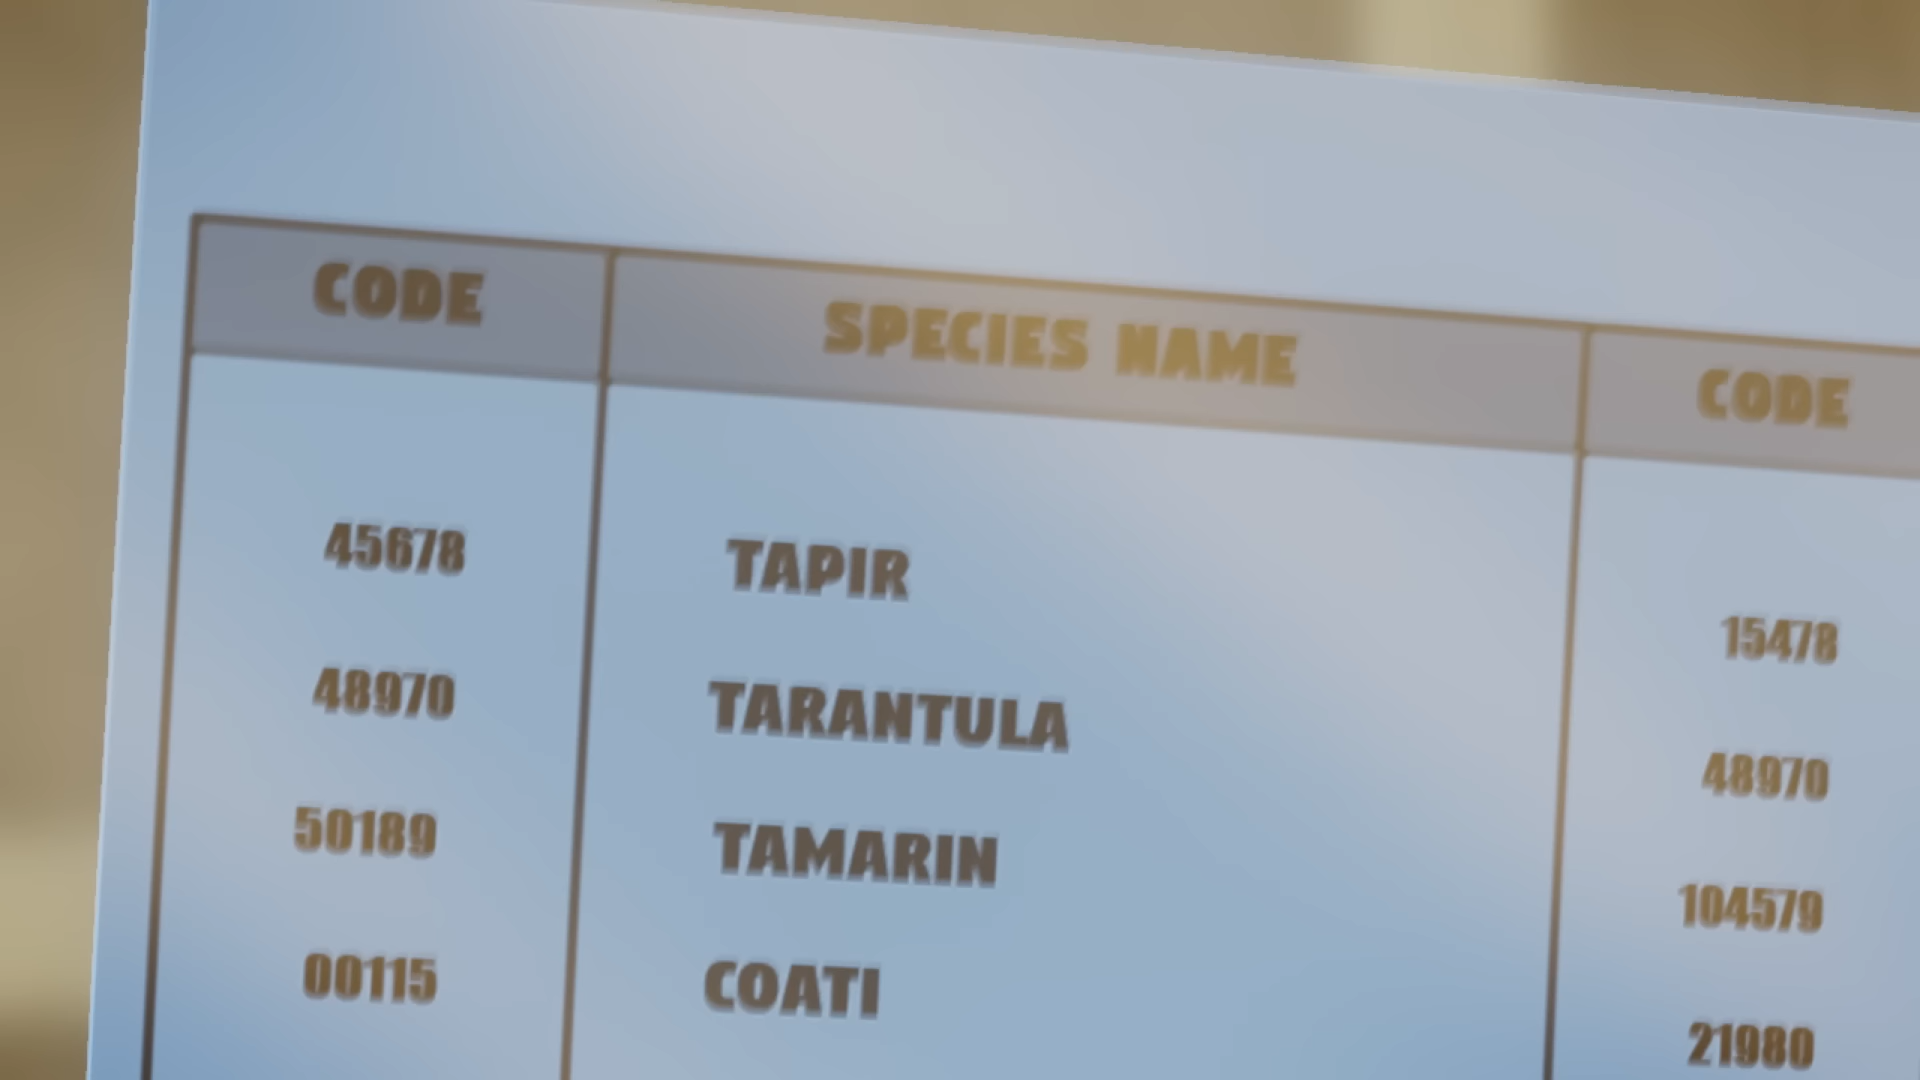 CODE SPECIES NAME CODE
45678 TAPIR 15478
48970 TARANTULA 48970
50189 TAMARIN 104579
00115 COATI 21980